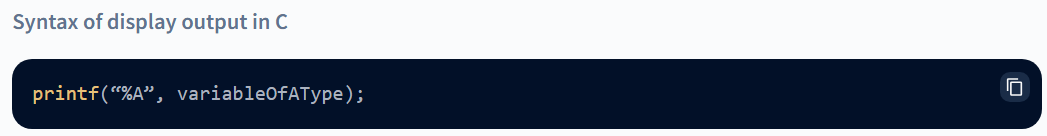 Syntax of display output in C
printf(“%A”, variableOfAType);